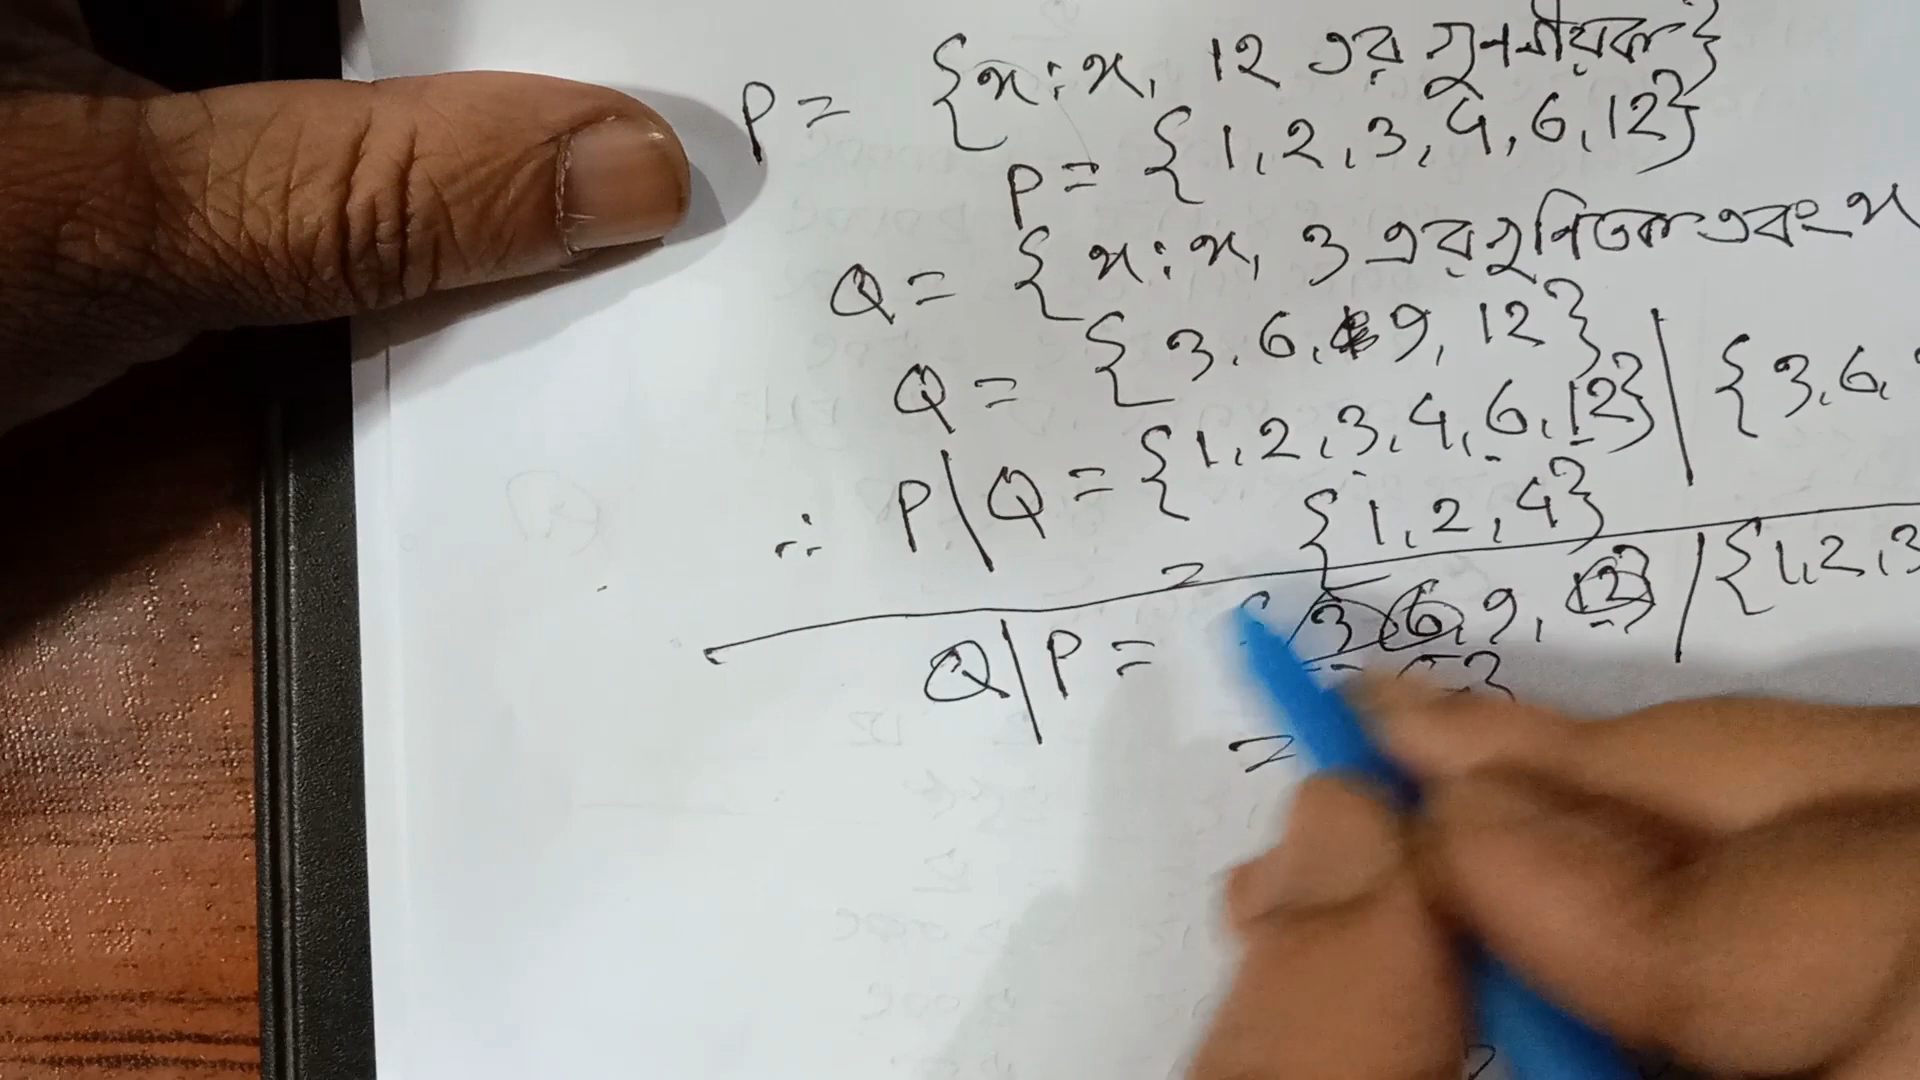 P = {x : x, 12 এর গুণনীয়ক}
P = {1, 2, 3, 4, 6, 12}
Q = {x : x, 3 এর গুণিতক এবং x
Q = {3, 6, 9, 12}
∴ P\Q = {1, 2, 3, 4, 6, 12} \ {3, 6,
= {1, 2, 4}
Q\P = {3, 6, 9, 12} \ {1, 2, 3
=